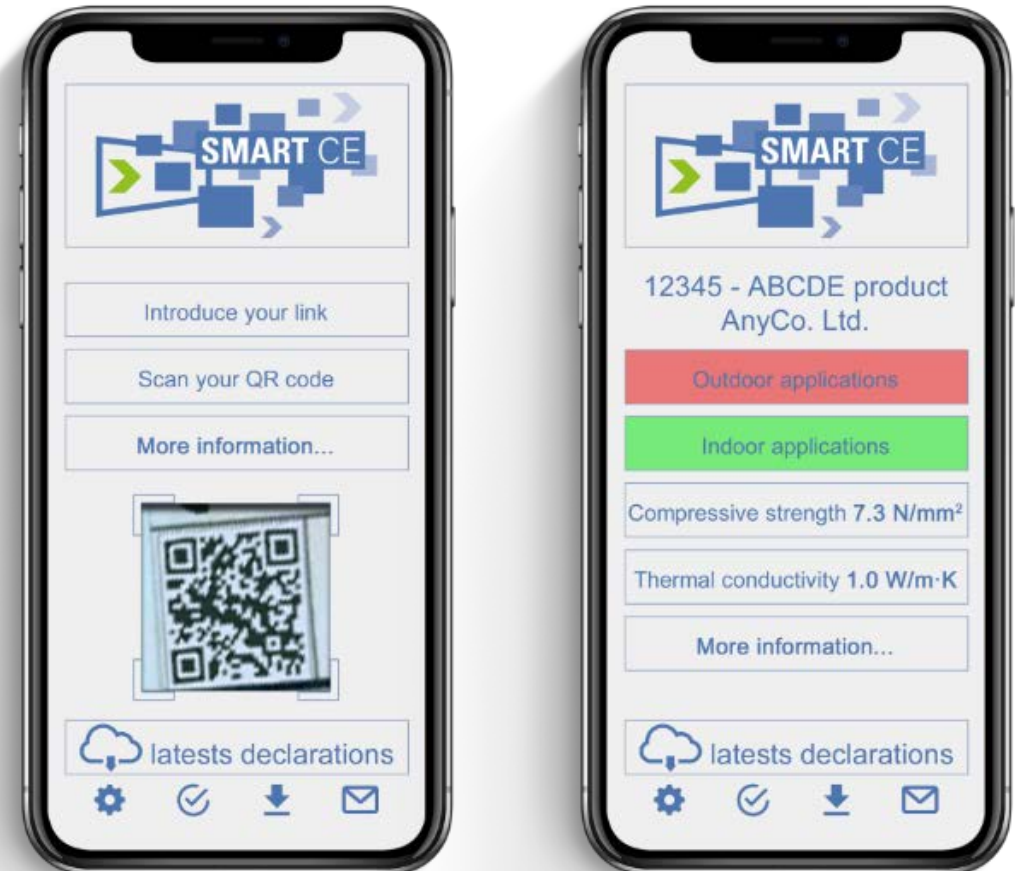 SMART CE
Introduce your link
Scan your QR code
More information...
latests declarations
SMART CE
12345 - ABCDE product
AnyCo. Ltd.
Outdoor applications
Indoor applications
Compressive strength 7.3 N/mm²
Thermal conductivity 1.0 W/m·K
More information...
latests declarations